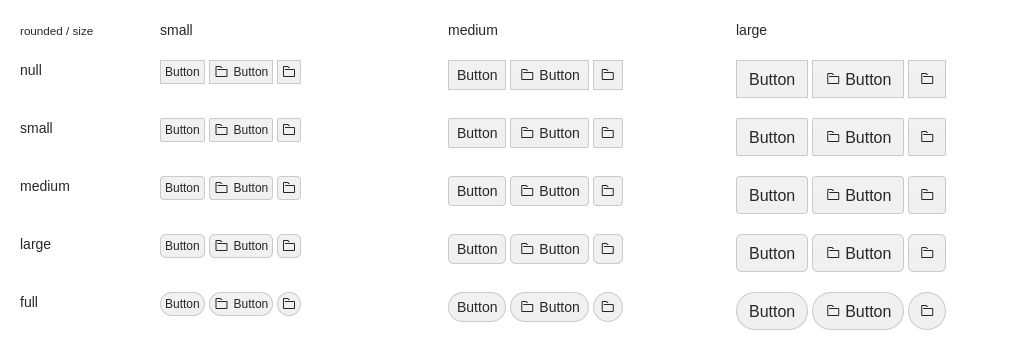 rounded / size small medium large
null Button Button Button Button Button Button
small Button Button Button Button Button Button
medium Button Button Button Button Button Button
large Button Button Button Button Button Button
full Button Button Button Button Button Button